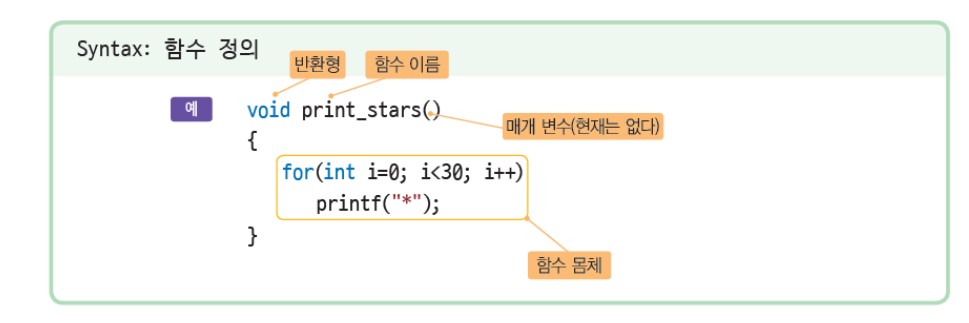 Syntax: 함수 정의
반환형 함수 이름
예 void print_stars()
매개 변수(현재는 없다)
{
for(int i=0; i<30; i++)
printf("*");
}
함수 몸체